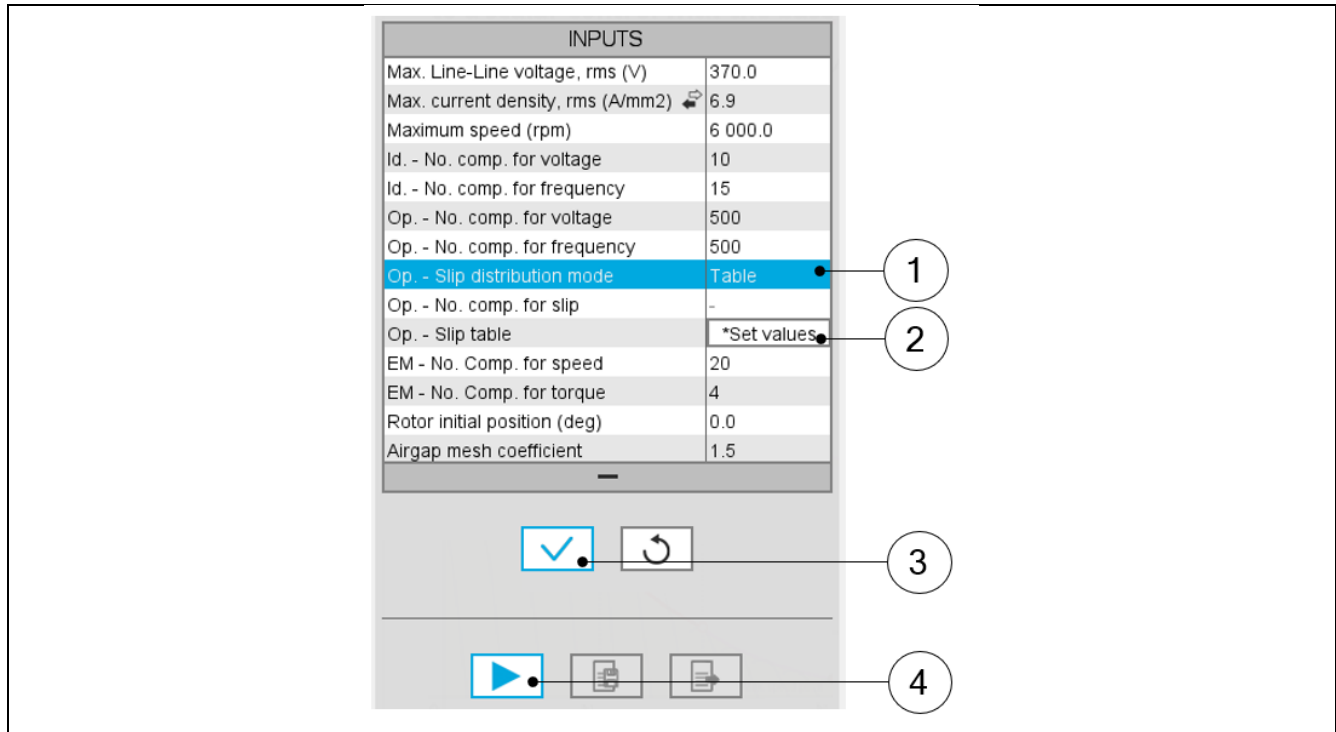 INPUTS
Max. Line-Line voltage, rms (V) 370.0
Max. current density, rms (A/mm2) 6.9
Maximum speed (rpm) 6 000.0
Id. - No. comp. for voltage 10
Id. - No. comp. for frequency 15
Op. - No. comp. for voltage 500
Op. - No. comp. for frequency 500
Op. - Slip distribution mode Table 1
Op. - No. comp. for slip -
Op. - Slip table *Set values 2
EM - No. Comp. for speed 20
EM - No. Comp. for torque 4
Rotor initial position (deg) 0.0
Airgap mesh coefficient 1.5
3
4